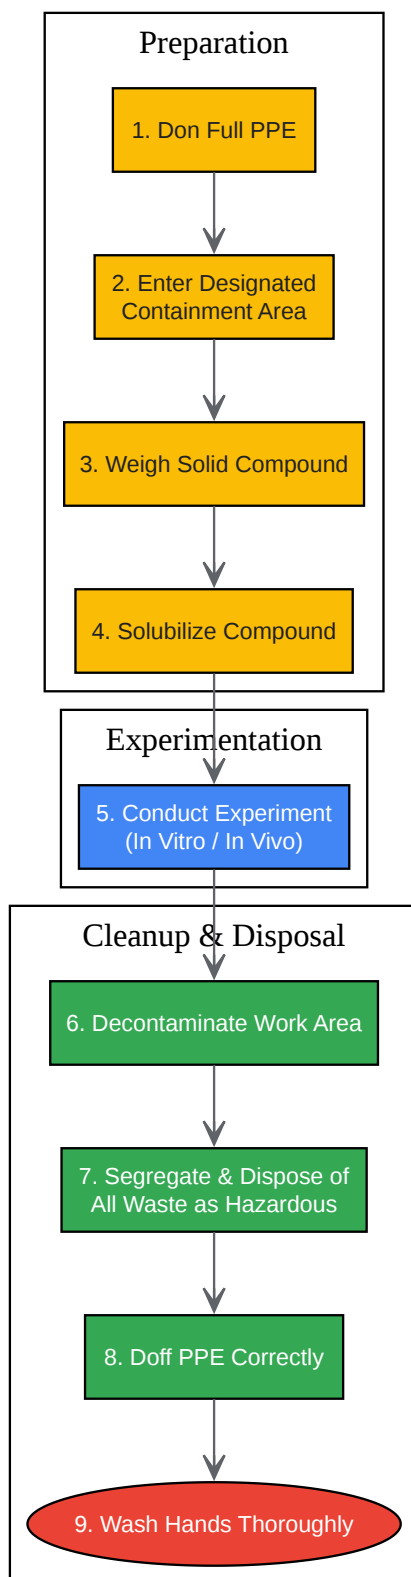 Preparation
1. Don Full PPE
2. Enter Designated
Containment Area
3. Weigh Solid Compound
4. Solubilize Compound
Experimentation
5. Conduct Experiment
(In Vitro / In Vivo)
Cleanup & Disposal
6. Decontaminate Work Area
7. Segregate & Dispose of
All Waste as Hazardous
8. Doff PPE Correctly
9. Wash Hands Thoroughly